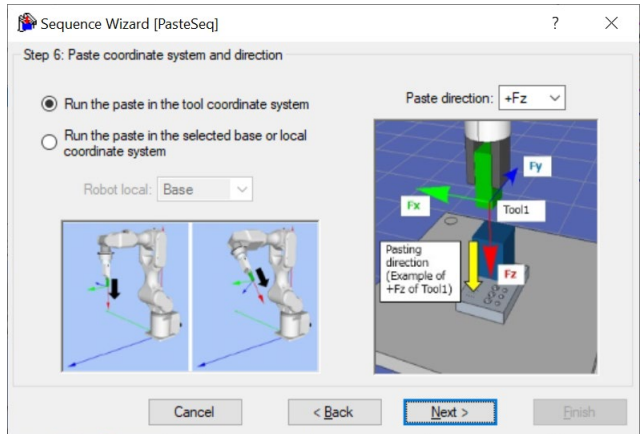 Sequence Wizard [PasteSeq]
?
Step 6: Paste coordinate system and direction
Run the paste in the tool coordinate system
Run the paste in the selected base or local
coordinate system
Robot local: Base
Paste direction: +Fz
Fy
Fx
Tool1
Pasting
direction
(Example of
+Fz of Tool1)
Fz
Cancel
< Back
Next >
Finish